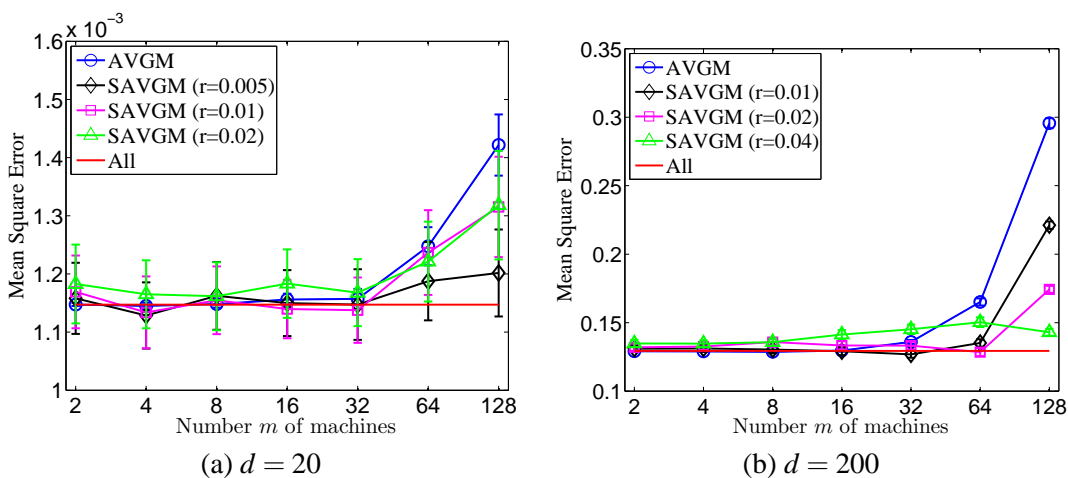 x 10⁻³
1.6
1.5
1.4
1.3
1.2
1.1
1
Mean Square Error
AVGM
SAVGM (r=0.005)
SAVGM (r=0.01)
SAVGM (r=0.02)
All
2 4 8 16 32 64 128
Number m of machines
(a) d = 20
0.35
0.3
0.25
0.2
0.15
0.1
Mean Square Error
AVGM
SAVGM (r=0.01)
SAVGM (r=0.02)
SAVGM (r=0.04)
All
2 4 8 16 32 64 128
Number m of machines
(b) d = 200